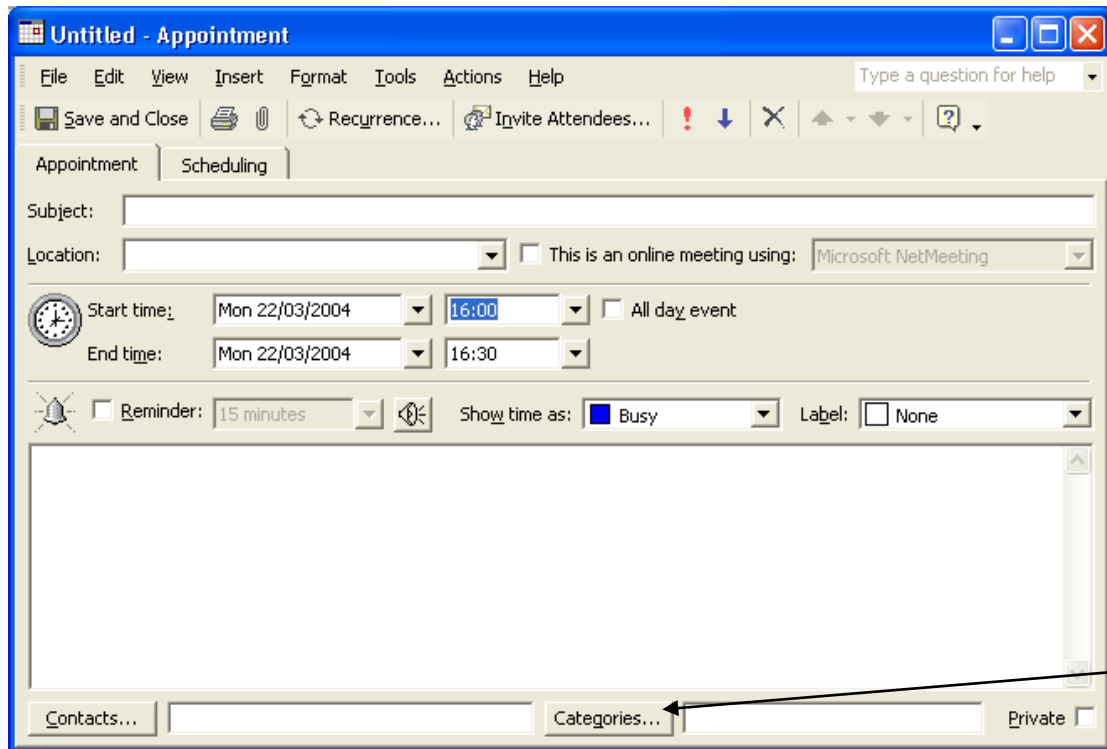 Untitled - Appointment
File Edit View Insert Format Tools Actions Help Type a question for help
Save and Close Recurrence... Invite Attendees...
Appointment Scheduling
Subject:
Location: This is an online meeting using: Microsoft NetMeeting
Start time: Mon 22/03/2004 16:00 All day event
End time: Mon 22/03/2004 16:30
Reminder: 15 minutes Show time as: Busy Label: None
Contacts... Categories... Private